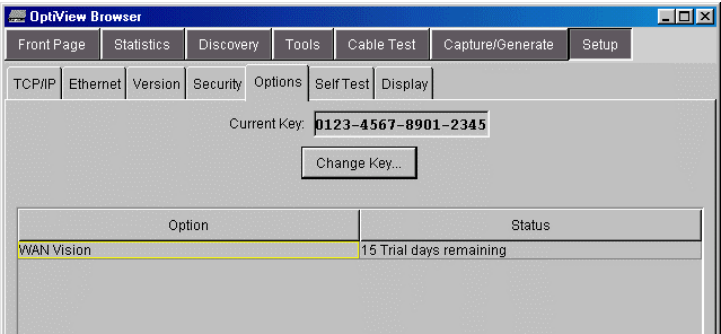 OptiView Browser
Front Page Statistics Discovery Tools Cable Test Capture/Generate Setup
TCP/IP Ethernet Version Security Options Self Test Display
Current Key: 0123-4567-8901-2345
Change Key...
Option Status
WAN Vision 15 Trial days remaining